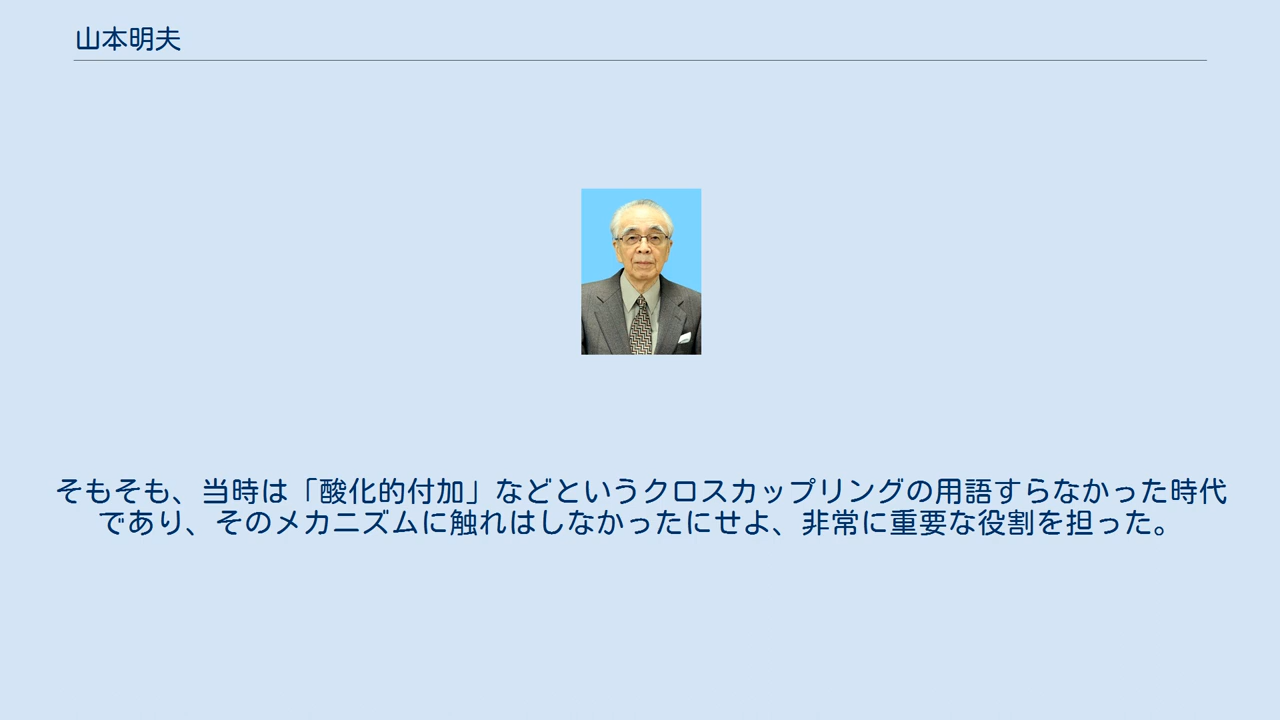 山本明夫
そもそも、当時は「酸化的付加」などというクロスカップリングの用語すらなかった時代
であり、そのメカニズムに触れはしなかったにせよ、非常に重要な役割を担った。